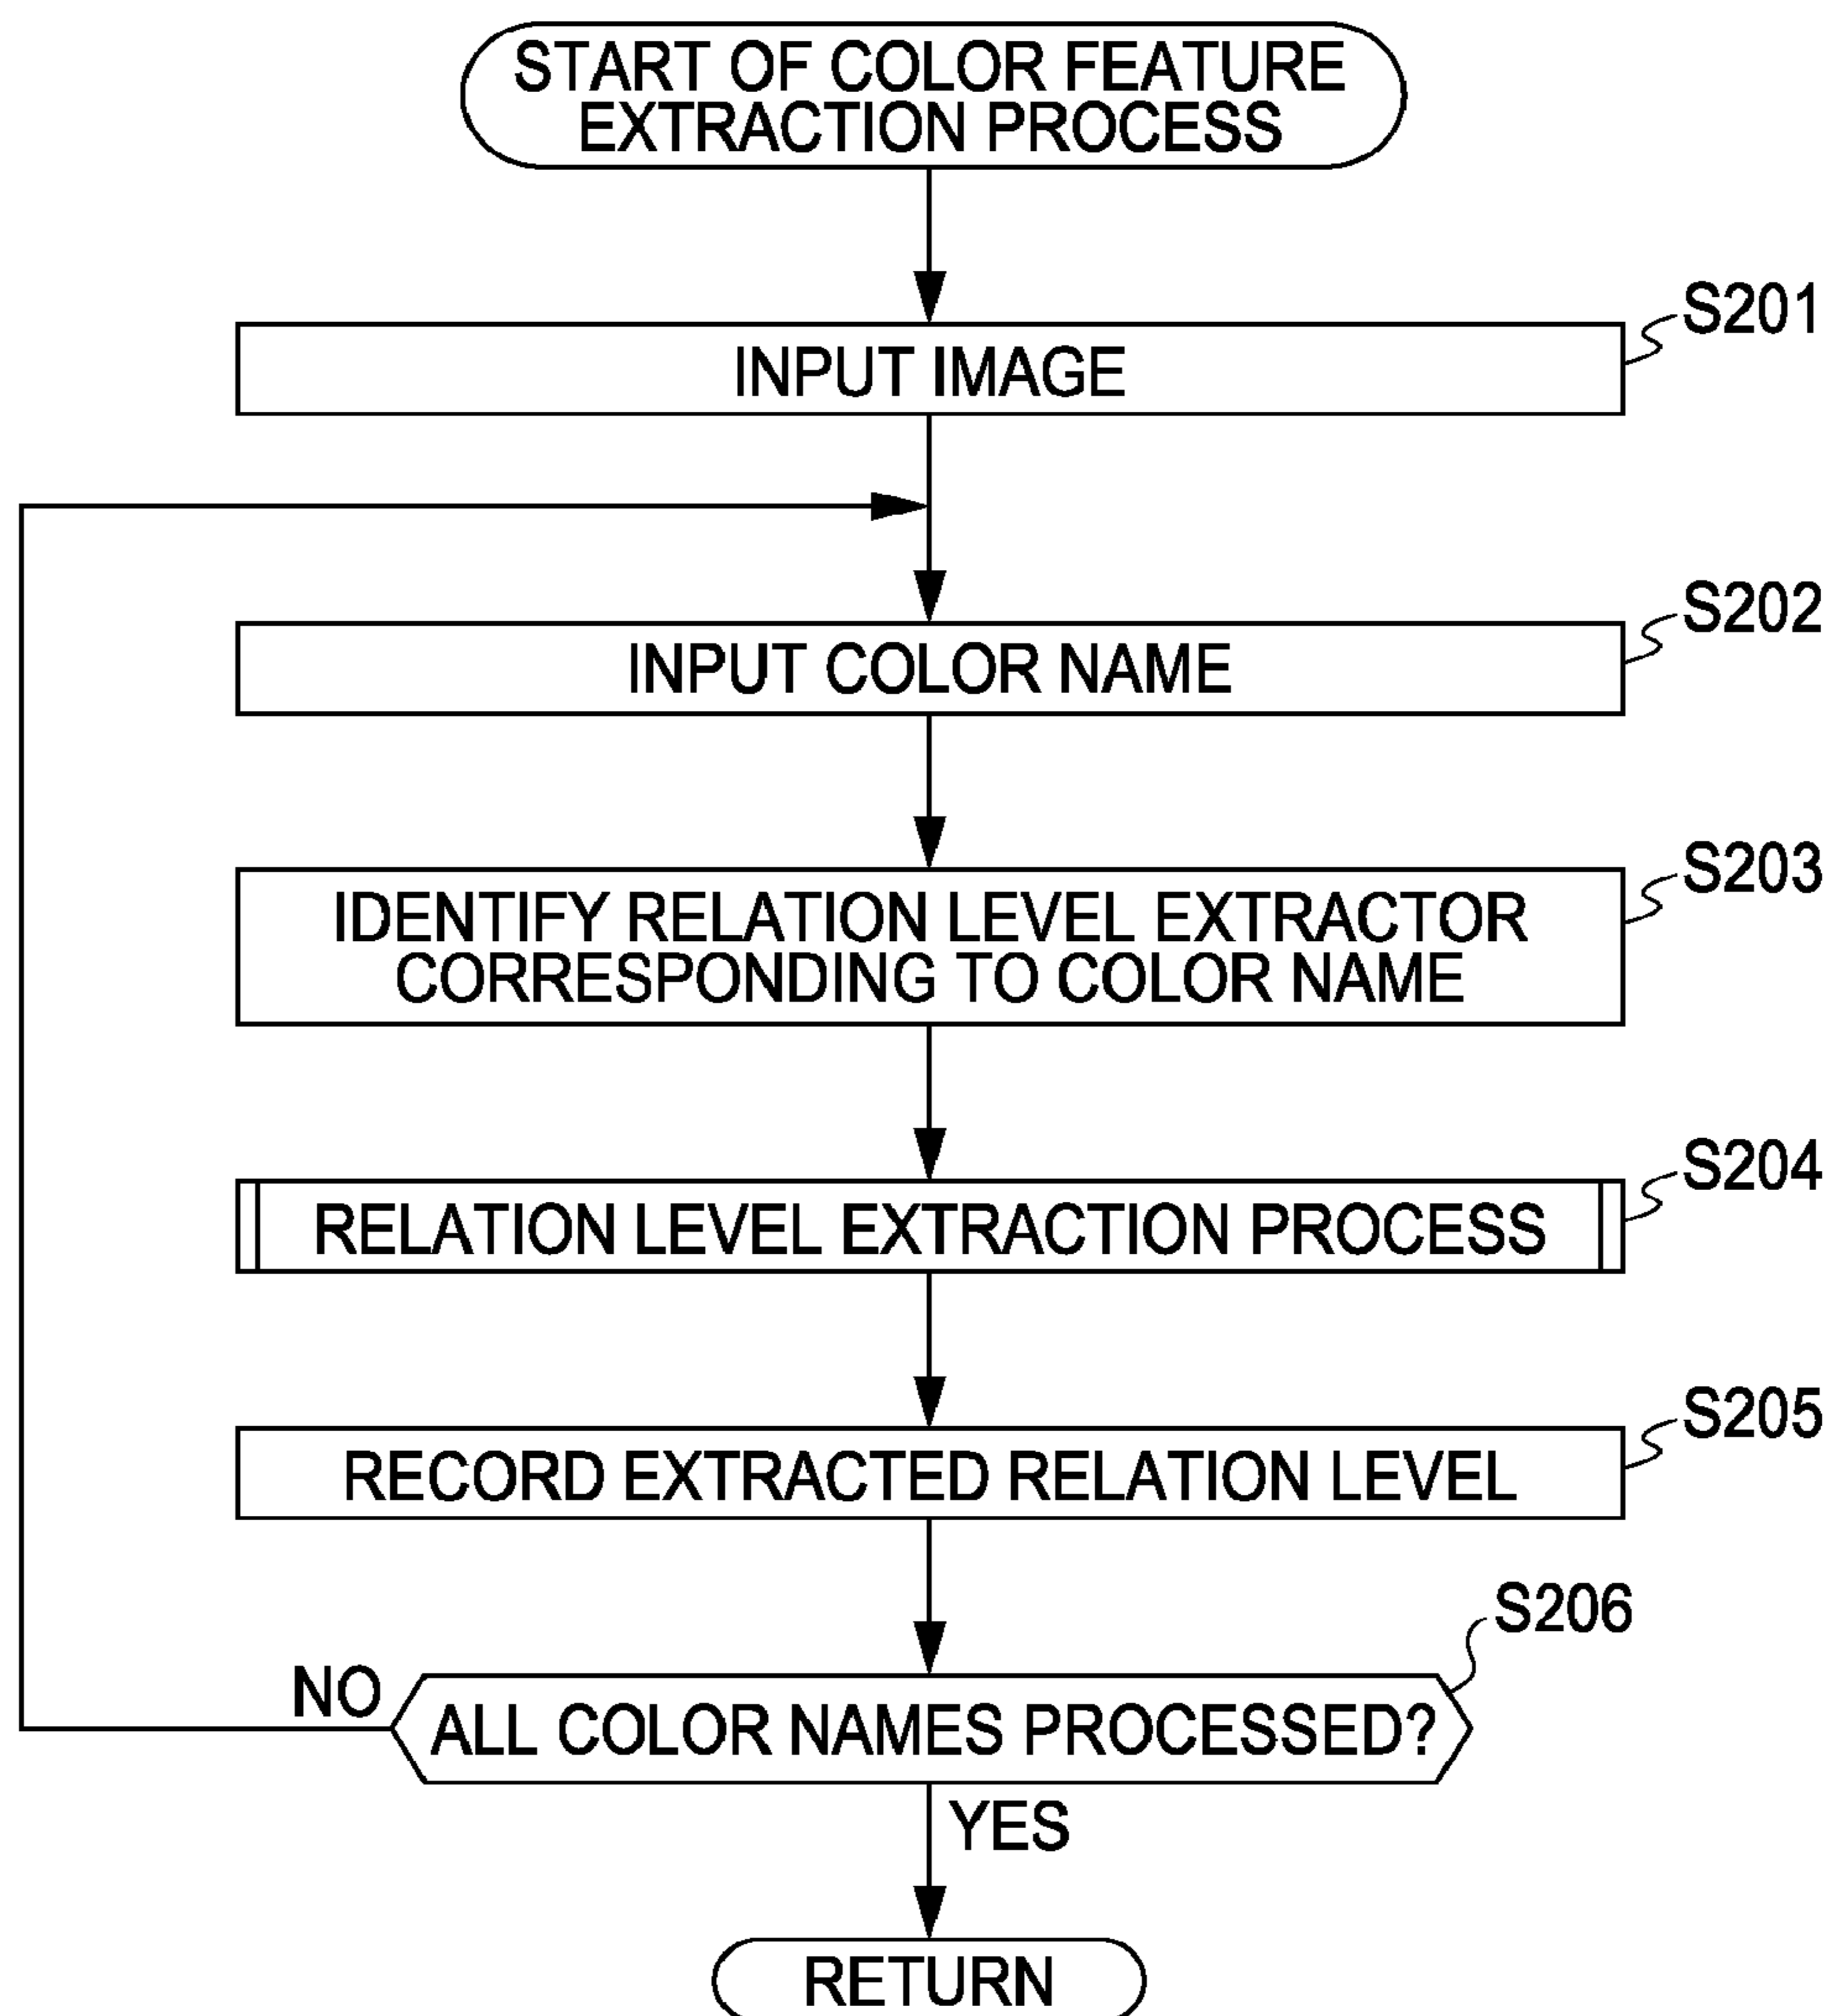 START OF COLOR FEATURE
EXTRACTION PROCESS
S201
INPUT IMAGE
S202
INPUT COLOR NAME
S203
IDENTIFY RELATION LEVEL EXTRACTOR
CORRESPONDING TO COLOR NAME
S204
RELATION LEVEL EXTRACTION PROCESS
S205
RECORD EXTRACTED RELATION LEVEL
S206
NO
ALL COLOR NAMES PROCESSED?
YES
RETURN